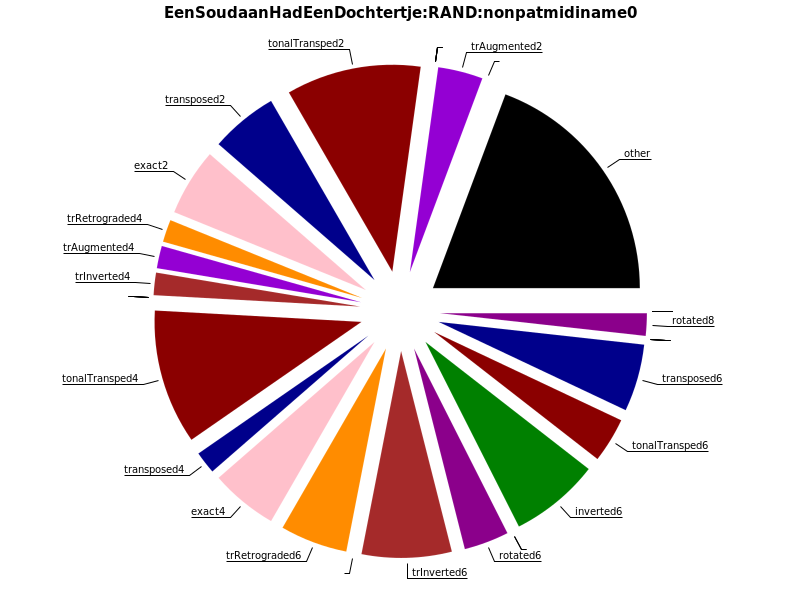 EenSoudaanHadEenDochtertje:RAND:nonpatmidiname0
tonalTransped2
trAugmented2
transposed2
other
exact2
trRetrograded4
trAugmented4
trInverted4
rotated8
tonalTransped4
transposed6
tonalTransped6
transposed4
exact4
inverted6
trRetrograded6
rotated6
trInverted6